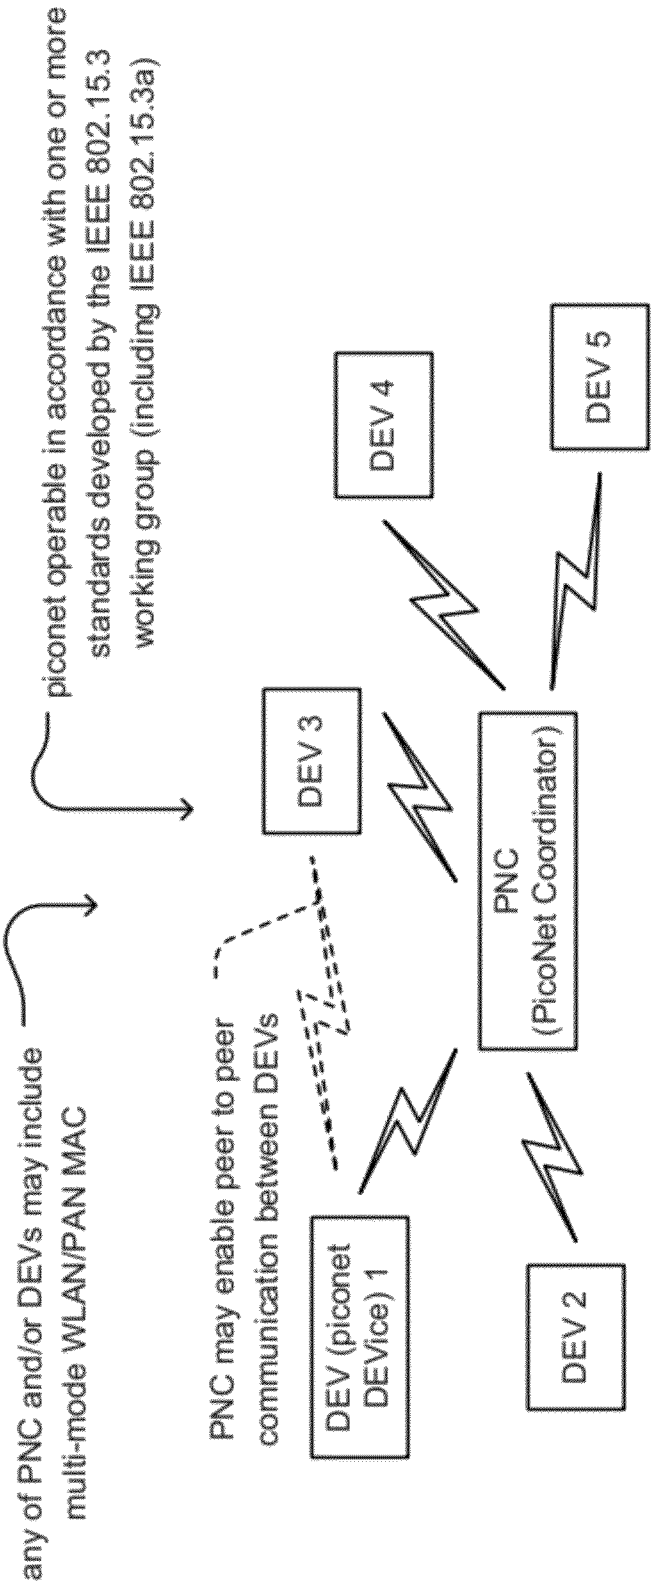 any of PNC and/or DEVs may include
multi-mode WLAN/PAN MAC
piconet operable in accordance with one or more
standards developed by the IEEE 802.15.3
working group (including IEEE 802.15.3a)
PNC may enable peer to peer
communication between DEVs
DEV (piconet
DEVice) 1
DEV 3
DEV 4
PNC
(PicoNet Coordinator)
DEV 2
DEV 5